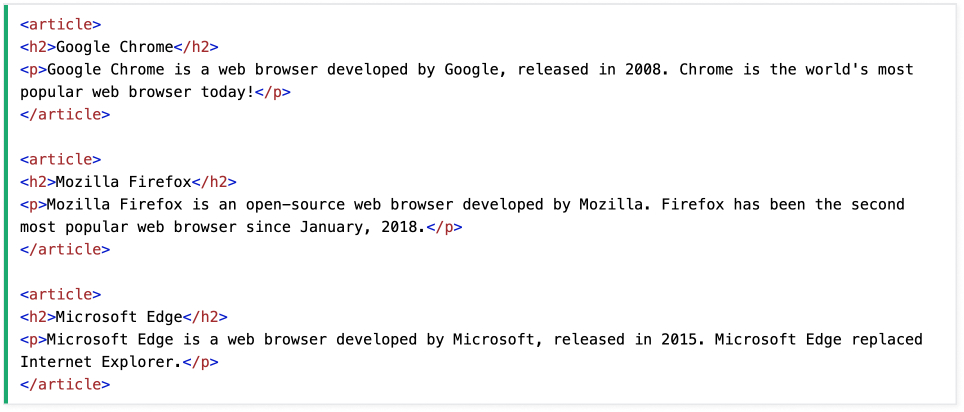 <article>
<h2>Google Chrome</h2>
<p>Google Chrome is a web browser developed by Google, released in 2008. Chrome is the world's most
popular web browser today!</p>
</article>

<article>
<h2>Mozilla Firefox</h2>
<p>Mozilla Firefox is an open-source web browser developed by Mozilla. Firefox has been the second
most popular web browser since January, 2018.</p>
</article>

<article>
<h2>Microsoft Edge</h2>
<p>Microsoft Edge is a web browser developed by Microsoft, released in 2015. Microsoft Edge replaced
Internet Explorer.</p>
</article>